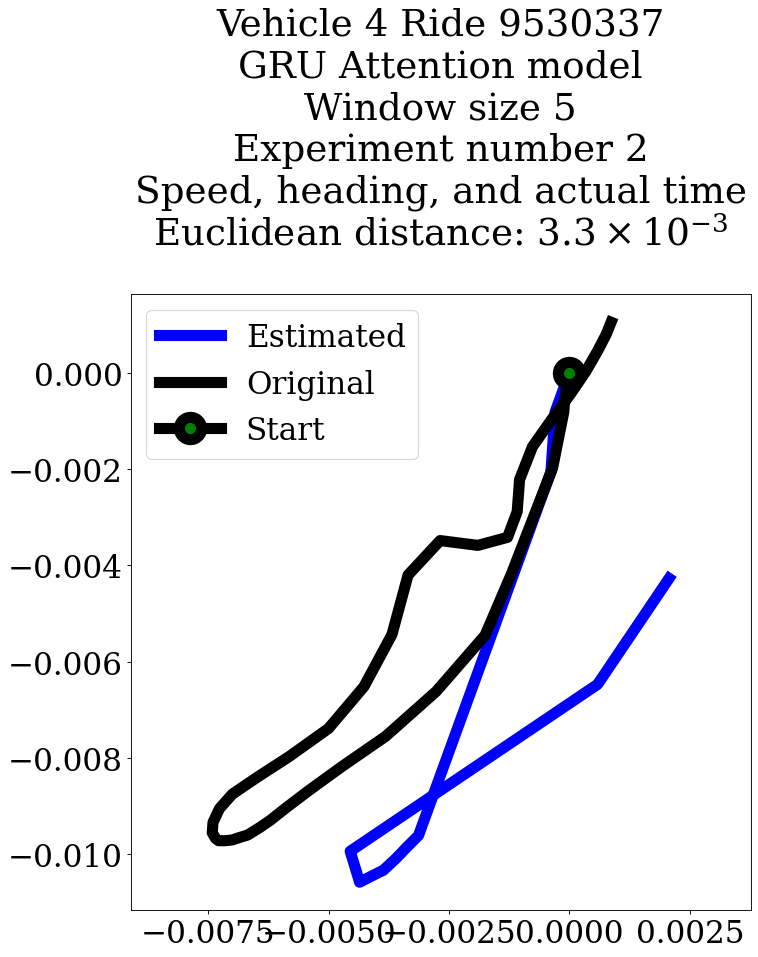 Vehicle 4 Ride 9530337
GRU Attention model
Window size 5
Experiment number 2
Speed, heading, and actual time
Euclidean distance: 3.3 × 10⁻³
Estimated
Original
Start
0.000
−0.002
−0.004
−0.006
−0.008
−0.010
−0.0075 −0.0050 −0.0025 0.0000 0.0025